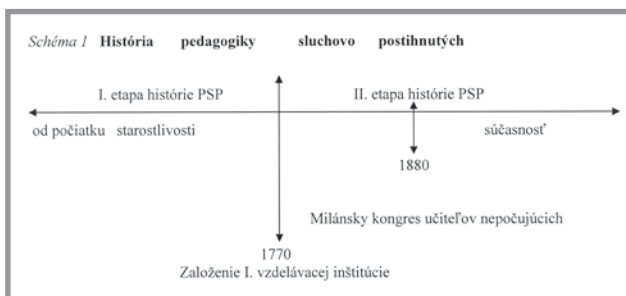 Schéma 1 História pedagogiky sluchovo postihnutých
I. etapa histórie PSP II. etapa histórie PSP
od počiatku starostlivosti súčasnosť
1880
Milánsky kongres učiteľov nepočujúcich
1770
Založenie I. vzdelávacej inštitúcie